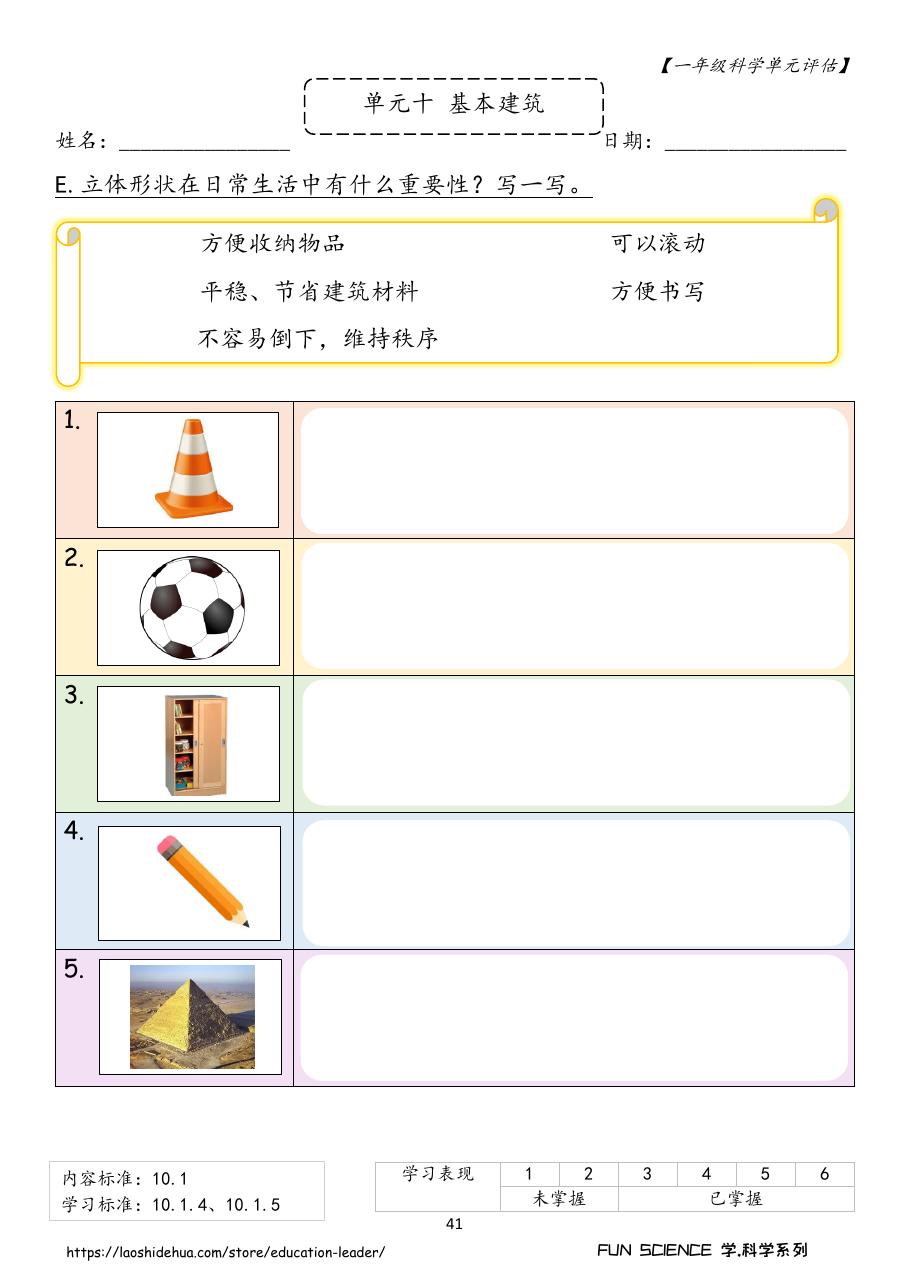 【一年级科学单元评估】
单元十 基本建筑
姓名：________________ 日期：_________________
E. 立体形状在日常生活中有什么重要性？写一写。
方便收纳物品 可以滚动
平稳、节省建筑材料 方便书写
不容易倒下，维持秩序
1.
2.
3.
4.
5.
内容标准：10.1
学习标准：10.1.4、10.1.5
学习表现 1 2 3 4 5 6
未掌握 已掌握
41
https://laoshidehua.com/store/education-leader/ FUN SCIENCE 学.科学系列